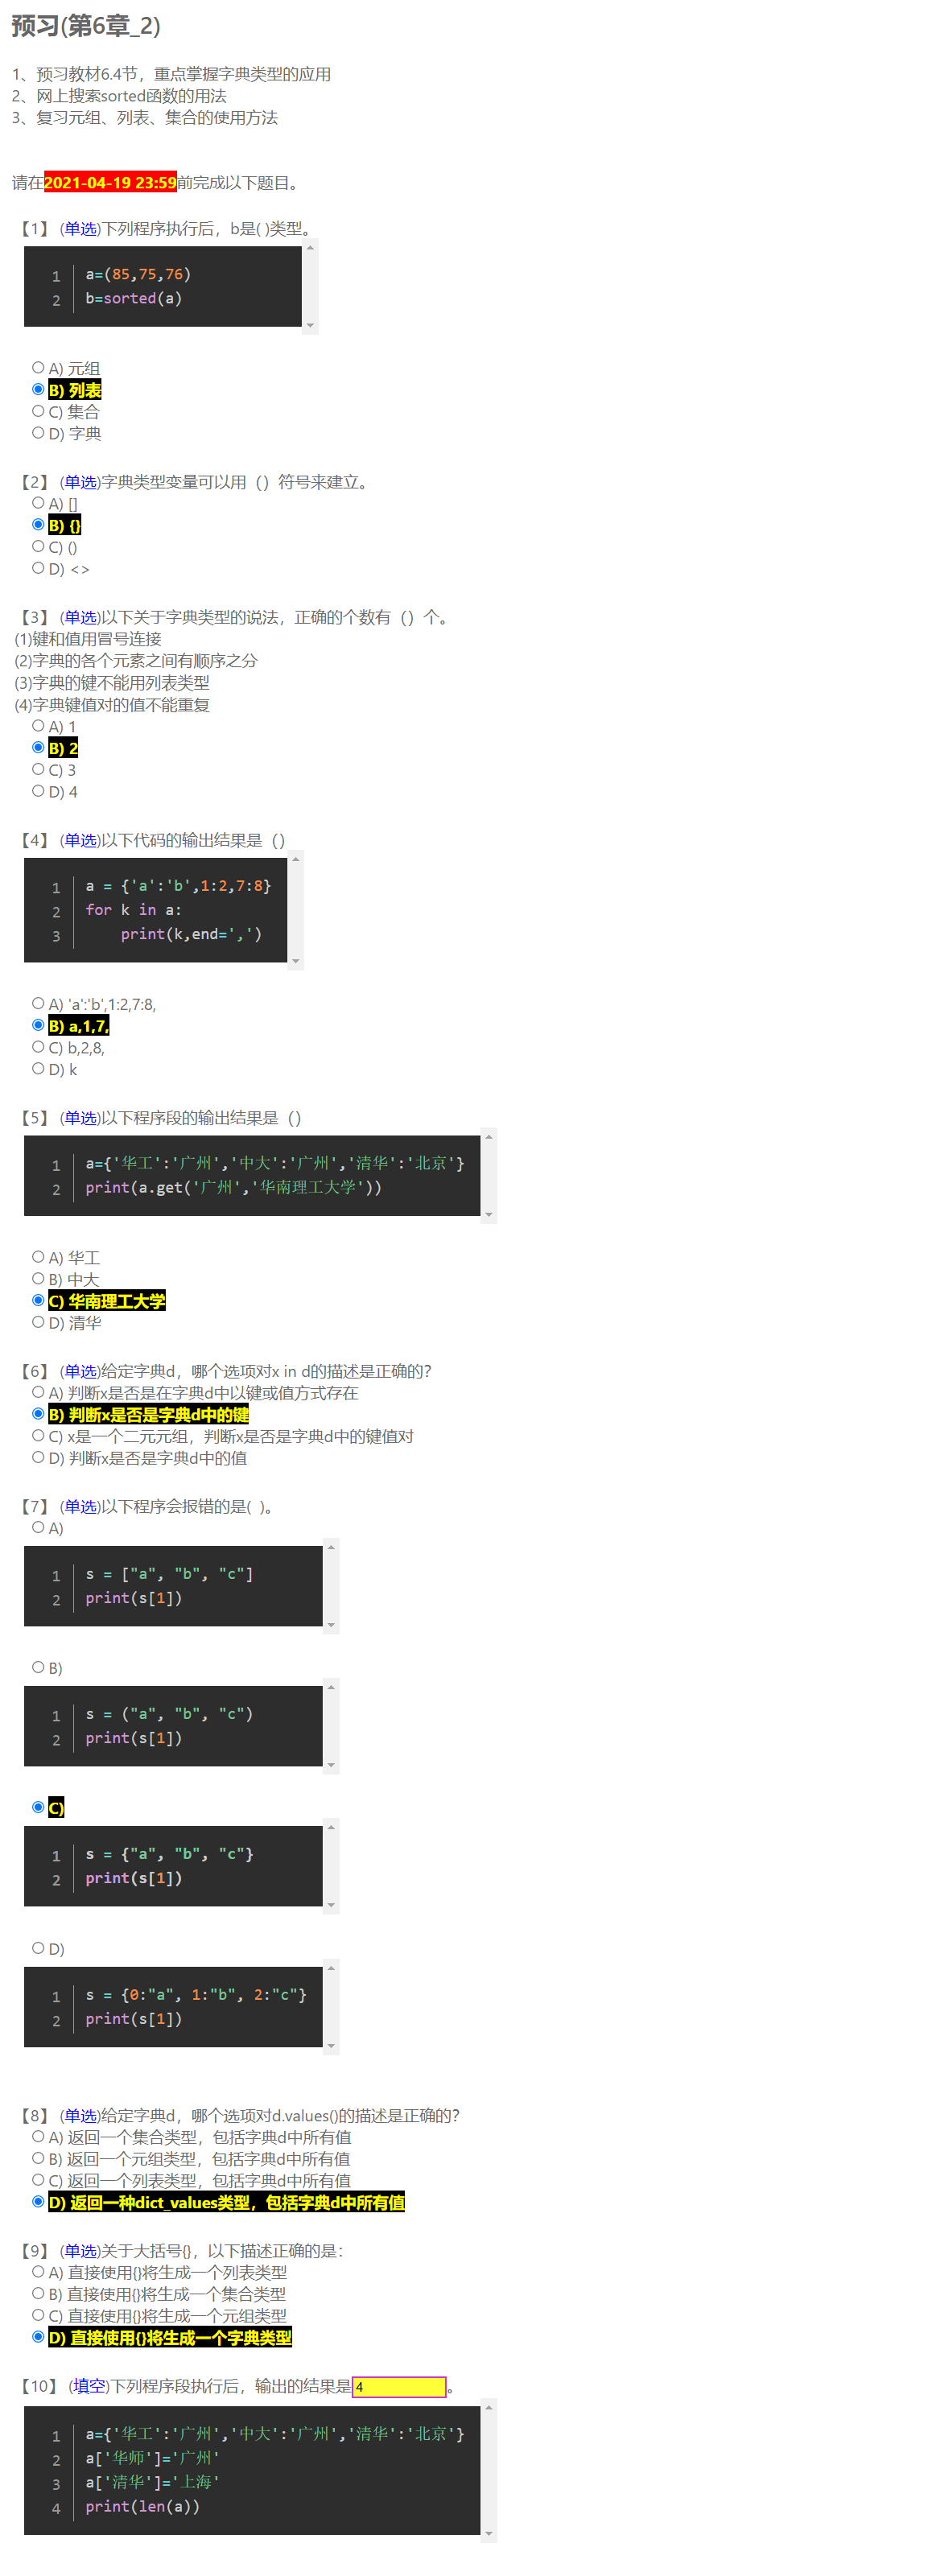 预习(第6章_2)
1、预习教材6.4节，重点掌握字典类型的应用
2、网上搜索sorted函数的用法
3、复习元组、列表、集合的使用方法
请在2021-04-19 23:59前完成以下题目。
【1】 (单选)下列程序执行后，b是( )类型。
1 a=(85,75,76)
2 b=sorted(a)
A) 元组
B) 列表
C) 集合
D) 字典
【2】 (单选)字典类型变量可以用（）符号来建立。
A) []
B) {}
C) ()
D) <>
【3】 (单选)以下关于字典类型的说法，正确的个数有（）个。
(1)键和值用冒号连接
(2)字典的各个元素之间有顺序之分
(3)字典的键不能用列表类型
(4)字典键值对的值不能重复
A) 1
B) 2
C) 3
D) 4
【4】 (单选)以下代码的输出结果是（）
1 a = {'a':'b',1:2,7:8}
2 for k in a:
3     print(k,end=',')
A) 'a':'b',1:2,7:8,
B) a,1,7,
C) b,2,8,
D) k
【5】 (单选)以下程序段的输出结果是（）
1 a={'华工':'广州','中大':'广州','清华':'北京'}
2 print(a.get('广州','华南理工大学'))
A) 华工
B) 中大
C) 华南理工大学
D) 清华
【6】 (单选)给定字典d，哪个选项对x in d的描述是正确的?
A) 判断x是否是在字典d中以键或值方式存在
B) 判断x是否是字典d中的键
C) x是一个二元元组，判断x是否是字典d中的键值对
D) 判断x是否是字典d中的值
【7】 (单选)以下程序会报错的是( )。
A)
1 s = ["a", "b", "c"]
2 print(s[1])
B)
1 s = ("a", "b", "c")
2 print(s[1])
C)
1 s = {"a", "b", "c"}
2 print(s[1])
D)
1 s = {0:"a", 1:"b", 2:"c"}
2 print(s[1])
【8】 (单选)给定字典d，哪个选项对d.values()的描述是正确的?
A) 返回一个集合类型，包括字典d中所有值
B) 返回一个元组类型，包括字典d中所有值
C) 返回一个列表类型，包括字典d中所有值
D) 返回一种dict_values类型，包括字典d中所有值
【9】 (单选)关于大括号{}，以下描述正确的是：
A) 直接使用{}将生成一个列表类型
B) 直接使用{}将生成一个集合类型
C) 直接使用{}将生成一个元组类型
D) 直接使用{}将生成一个字典类型
【10】 (填空)下列程序段执行后，输出的结果是4。
1 a={'华工':'广州','中大':'广州','清华':'北京'}
2 a['华师']='广州'
3 a['清华']='上海'
4 print(len(a))